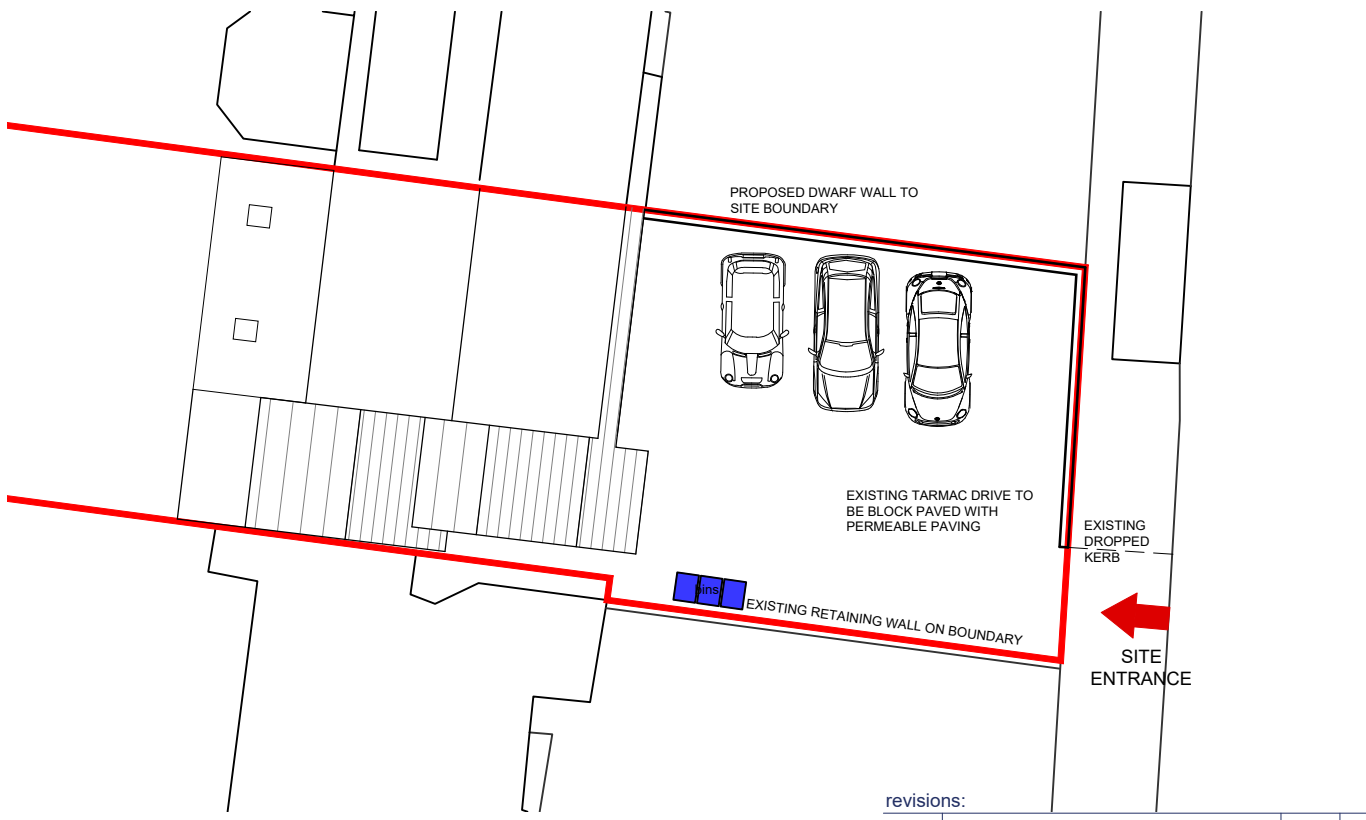 PROPOSED DWARF WALL TO
SITE BOUNDARY
EXISTING TARMAC DRIVE TO
BE BLOCK PAVED WITH
PERMEABLE PAVING
EXISTING
DROPPED
KERB
bins
EXISTING RETAINING WALL ON BOUNDARY
SITE
ENTRANCE
revisions: